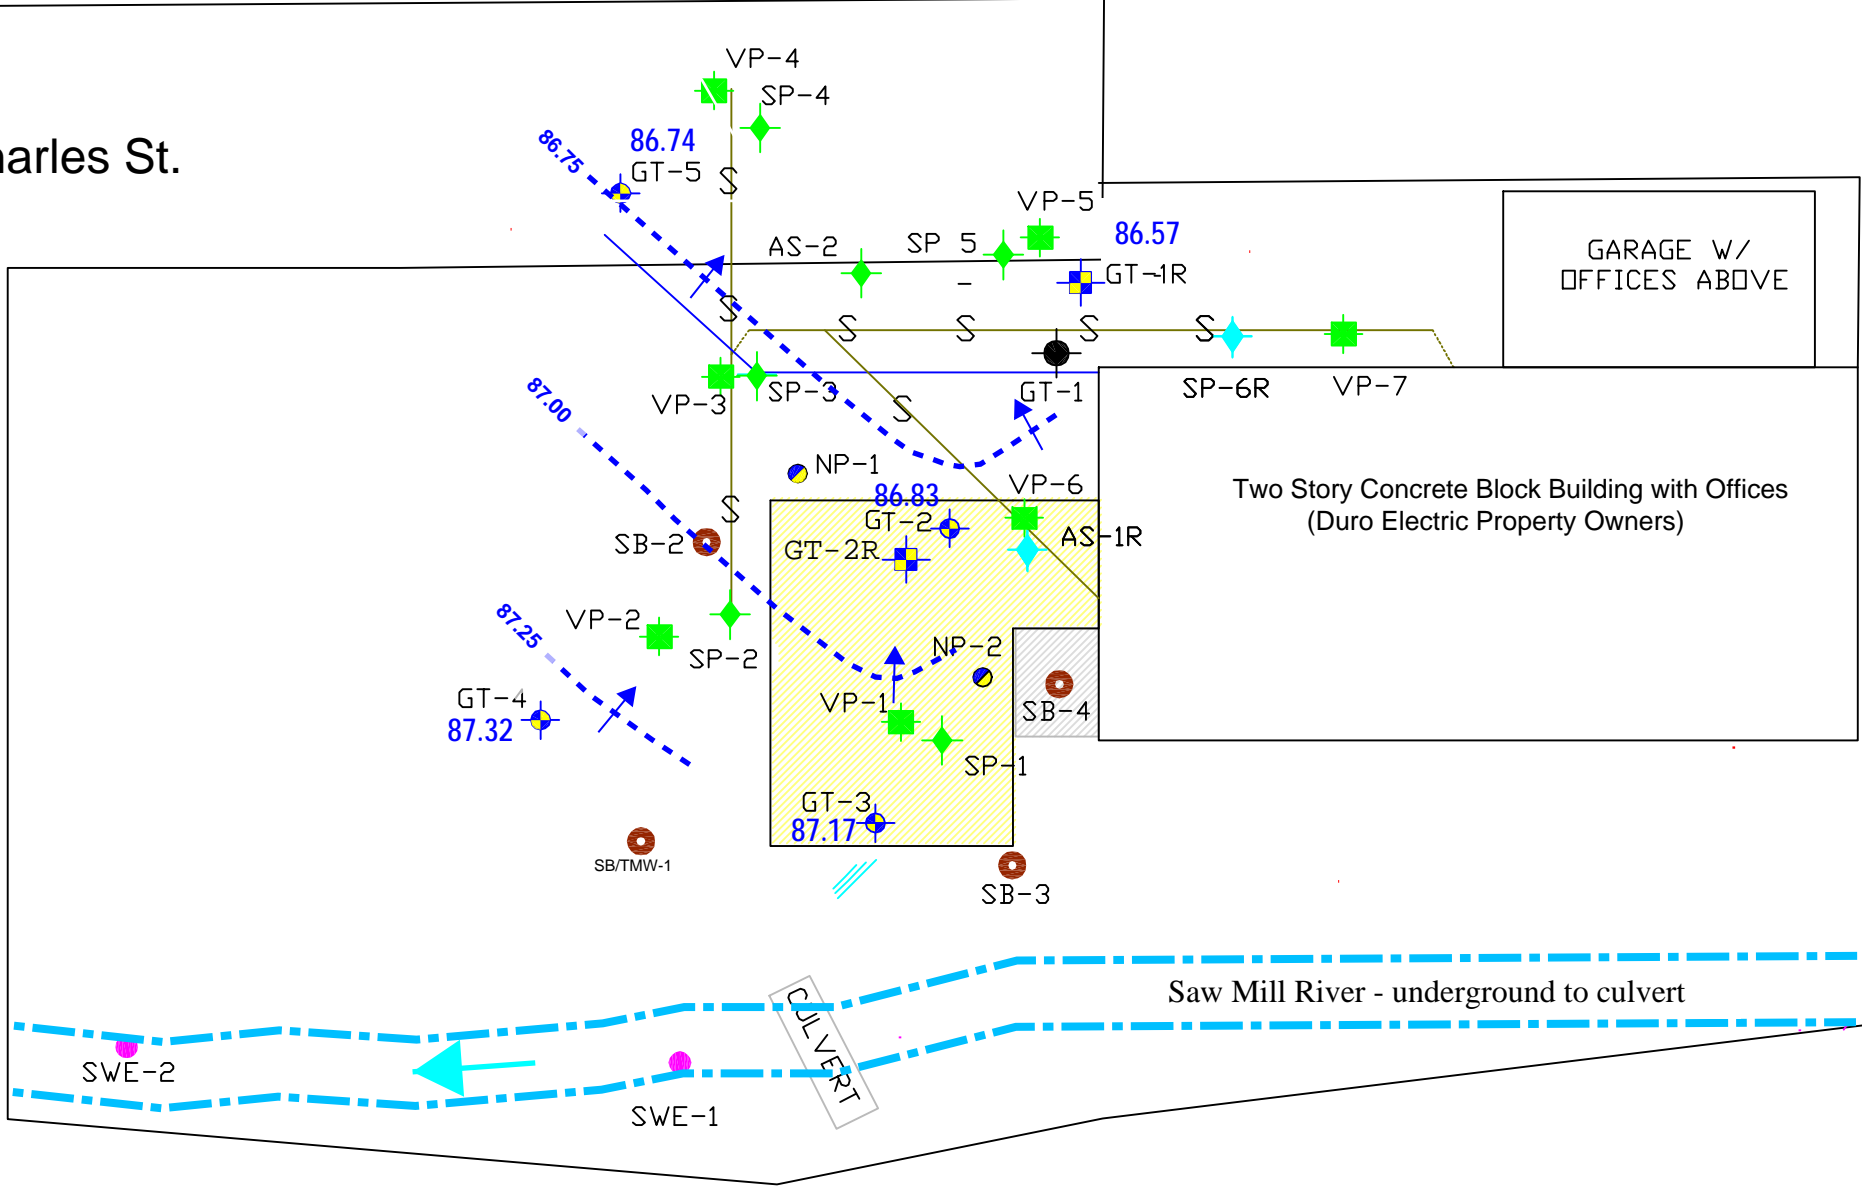 VP-4
SP-4
86.74
86.75
harles St.
GT-5
S
VP-5
86.57
AS-2
SP 5
-
GT-1R
GARAGE W/
OFFICES ABOVE
S
S
S
S
S
VP-3
SP-3
GT-1
SP-6R
VP-7
87.00
S
NP-1
86.83
VP-6
Two Story Concrete Block Building with Offices
(Duro Electric Property Owners)
S
GT-2
SB-2
GT-2R
AS-1R
87.25
VP-2
SP-2
NP-2
GT-4
87.32
VP-1
SB-4
SP-1
GT-3
87.17
SB/TMW-1
SB-3
Saw Mill River - underground to culvert
CULVERT
SWE-2
SWE-1